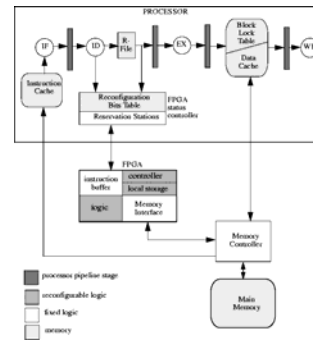 PROCESSOR
IF
ID
R-
File
EX
Block
Lock
Table
Data
Cache
WB
Instruction
Cache
Reconfiguration
Bits Table
Reservation Stations
FPGA
status
controller
FPGA
instruction
buffer
controller
local storage
logic
Memory
Interface
Memory
Controller
Main
Memory
processor pipeline stage
reconfigurable logic
fixed logic
memory